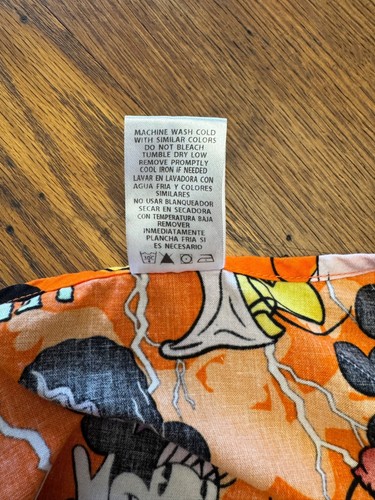 MACHINE WASH COLD
WITH SIMILAR COLORS
DO NOT BLEACH
TUMBLE DRY LOW
REMOVE PROMPTLY
COOL IRON IF NEEDED
LAVAR EN LAVADORA CON
AGUA FRIA Y COLORES
SIMILARES
NO USAR BLANQUEADOR
SECAR EN SECADORA
CON TEMPERATURA BAJA
REMOVER
INMEDIATAMENTE
PLANCHA FRIA SI
ES NECESARIO